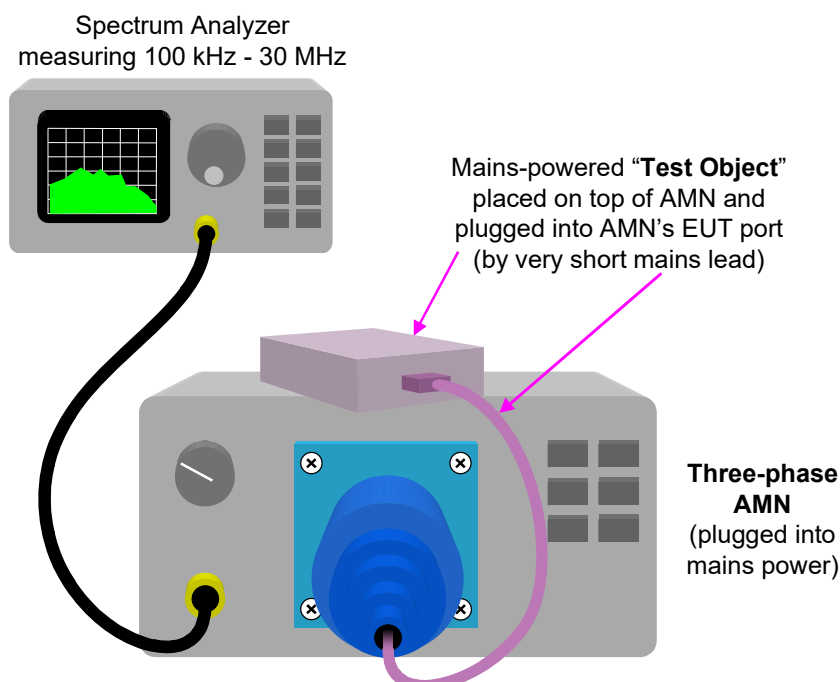 Spectrum Analyzer
measuring 100 kHz - 30 MHz
Mains-powered “Test Object”
placed on top of AMN and
plugged into AMN’s EUT port
(by very short mains lead)
Three-phase
AMN
(plugged into
mains power)